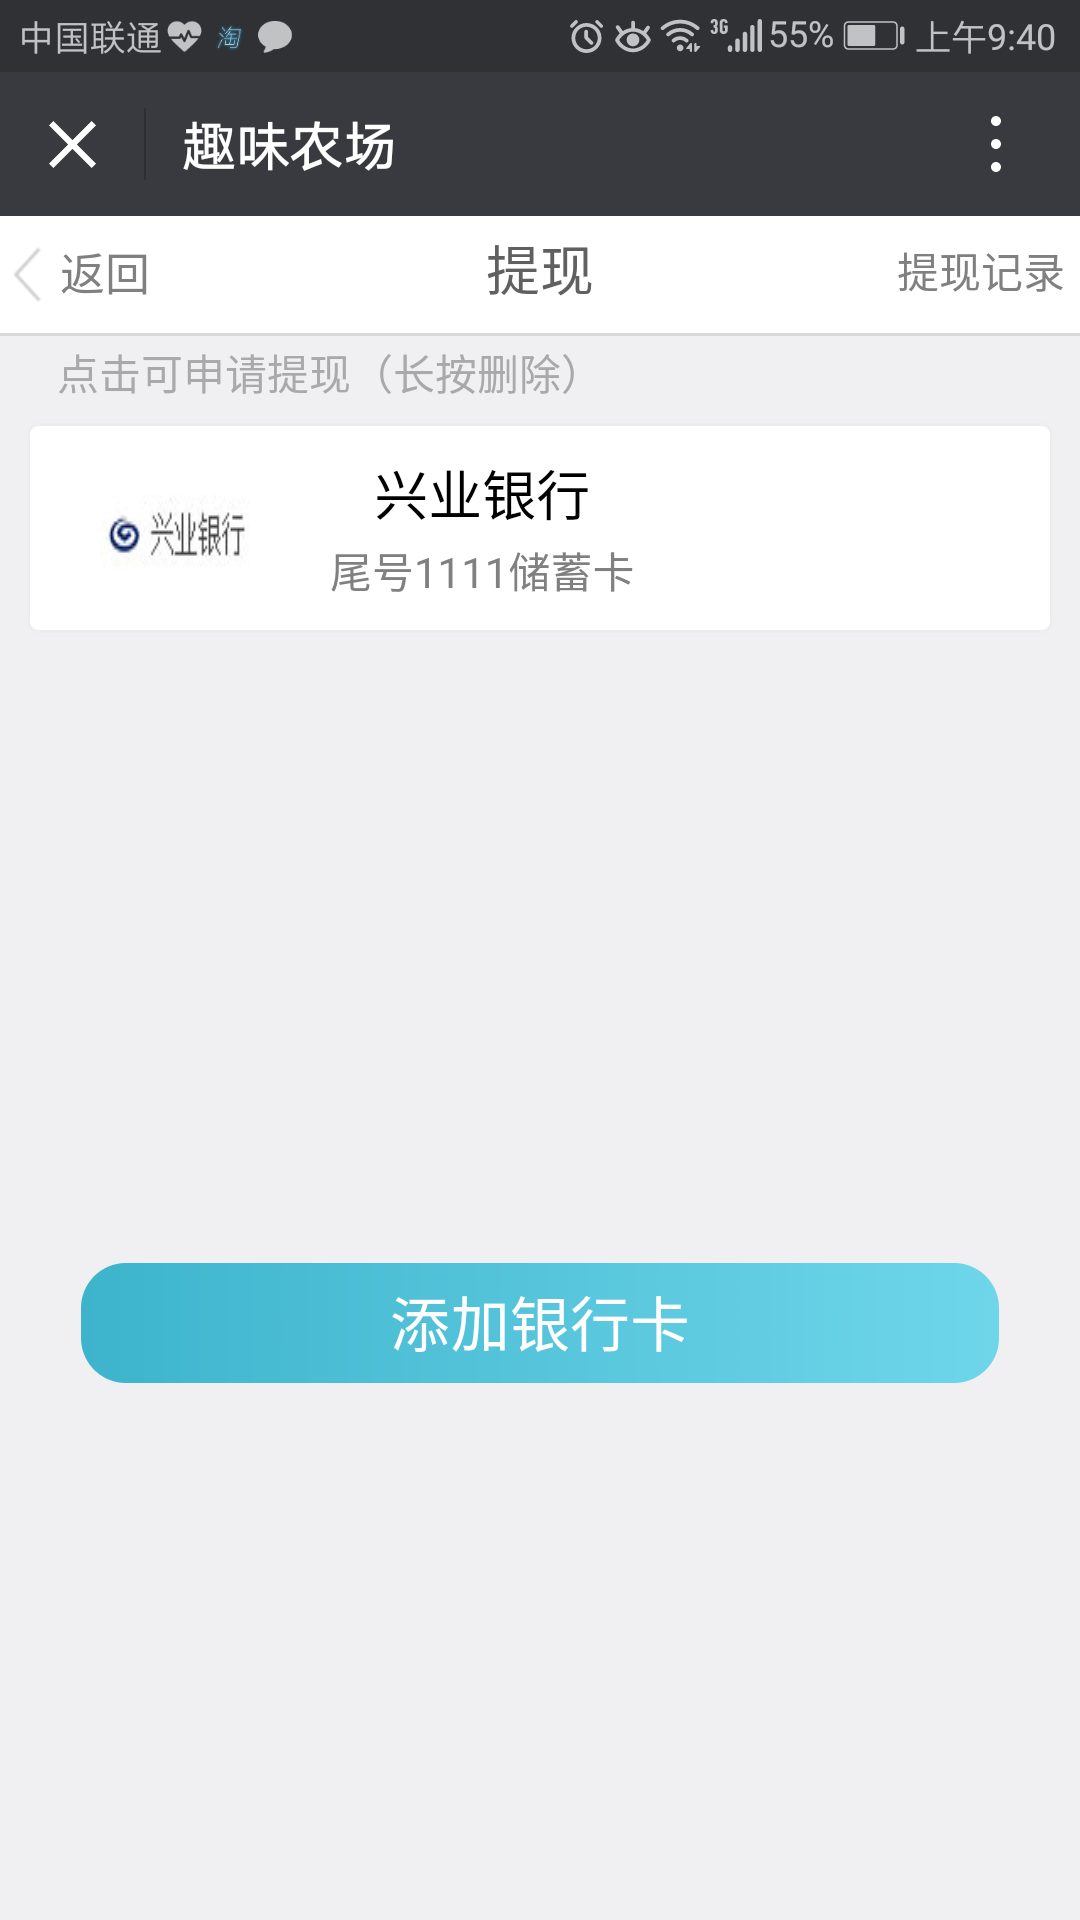 中国联通 淘 3G 55% 上午9:40
趣味农场
返回 提现 提现记录
点击可申请提现（长按删除）
兴业银行
兴业银行
尾号1111储蓄卡
添加银行卡